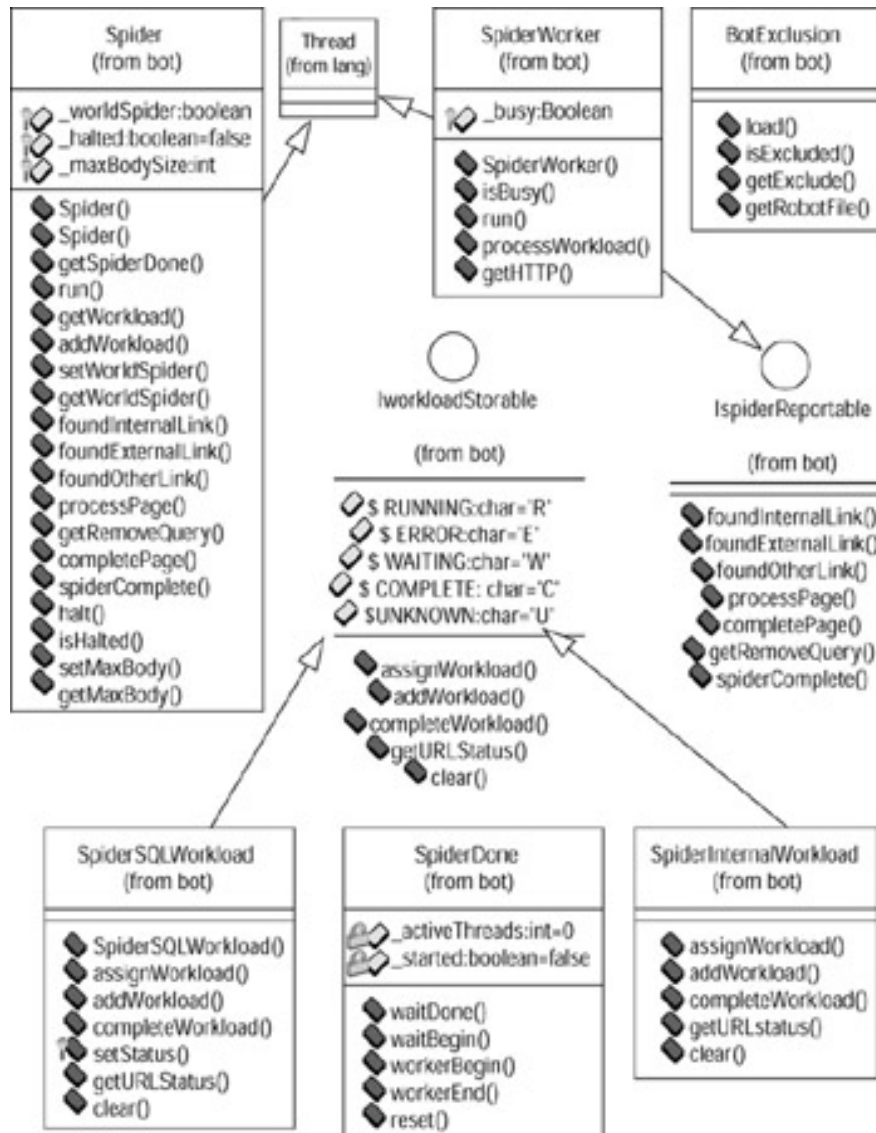 Spider
(from bot)
_worldSpider:boolean
_halted:boolean=false
_maxBodySize:int
Spider()
Spider()
getSpiderDone()
run()
getWorkload()
addWorkload()
setWorldSpider()
getWorldSpider()
foundInternalLink()
foundExternalLink()
foundOtherLink()
processPage()
getRemoveQuery()
completePage()
spiderComplete()
halt()
isHalted()
setMaxBody()
getMaxBody()
Thread
(from lang)
SpiderWorker
(from bot)
_busy:Boolean
SpiderWorker()
isBusy()
run()
processWorkload()
getHTTP()
BotExclusion
(from bot)
load()
isExcluded()
getExclude()
getRobotFile()
IworkloadStorable
(from bot)
$ RUNNING:char="R"
$ ERROR:char="E"
$ WAITING:char="W"
$ COMPLETE: char="C"
$UNKNOWN:char="U"
assignWorkload()
addWorkload()
completeWorkload()
getURLStatus()
clear()
IspiderReportable
(from bot)
foundInternalLink()
foundExternalLink()
foundOtherLink()
processPage()
completePage()
getRemoveQuery()
spiderComplete()
SpiderSQLWorkload
(from bot)
SpiderSQLWorkload()
assignWorkload()
addWorkload()
completeWorkload()
setStatus()
getURLStatus()
clear()
SpiderDone
(from bot)
_activeThreads:int=0
_started:boolean=false
waitDone()
waitBegin()
workerBegin()
workerEnd()
reset()
SpiderInternalWorkload
(from bot)
assignWorkload()
addWorkload()
completeWorkload()
getURLstatus()
clear()